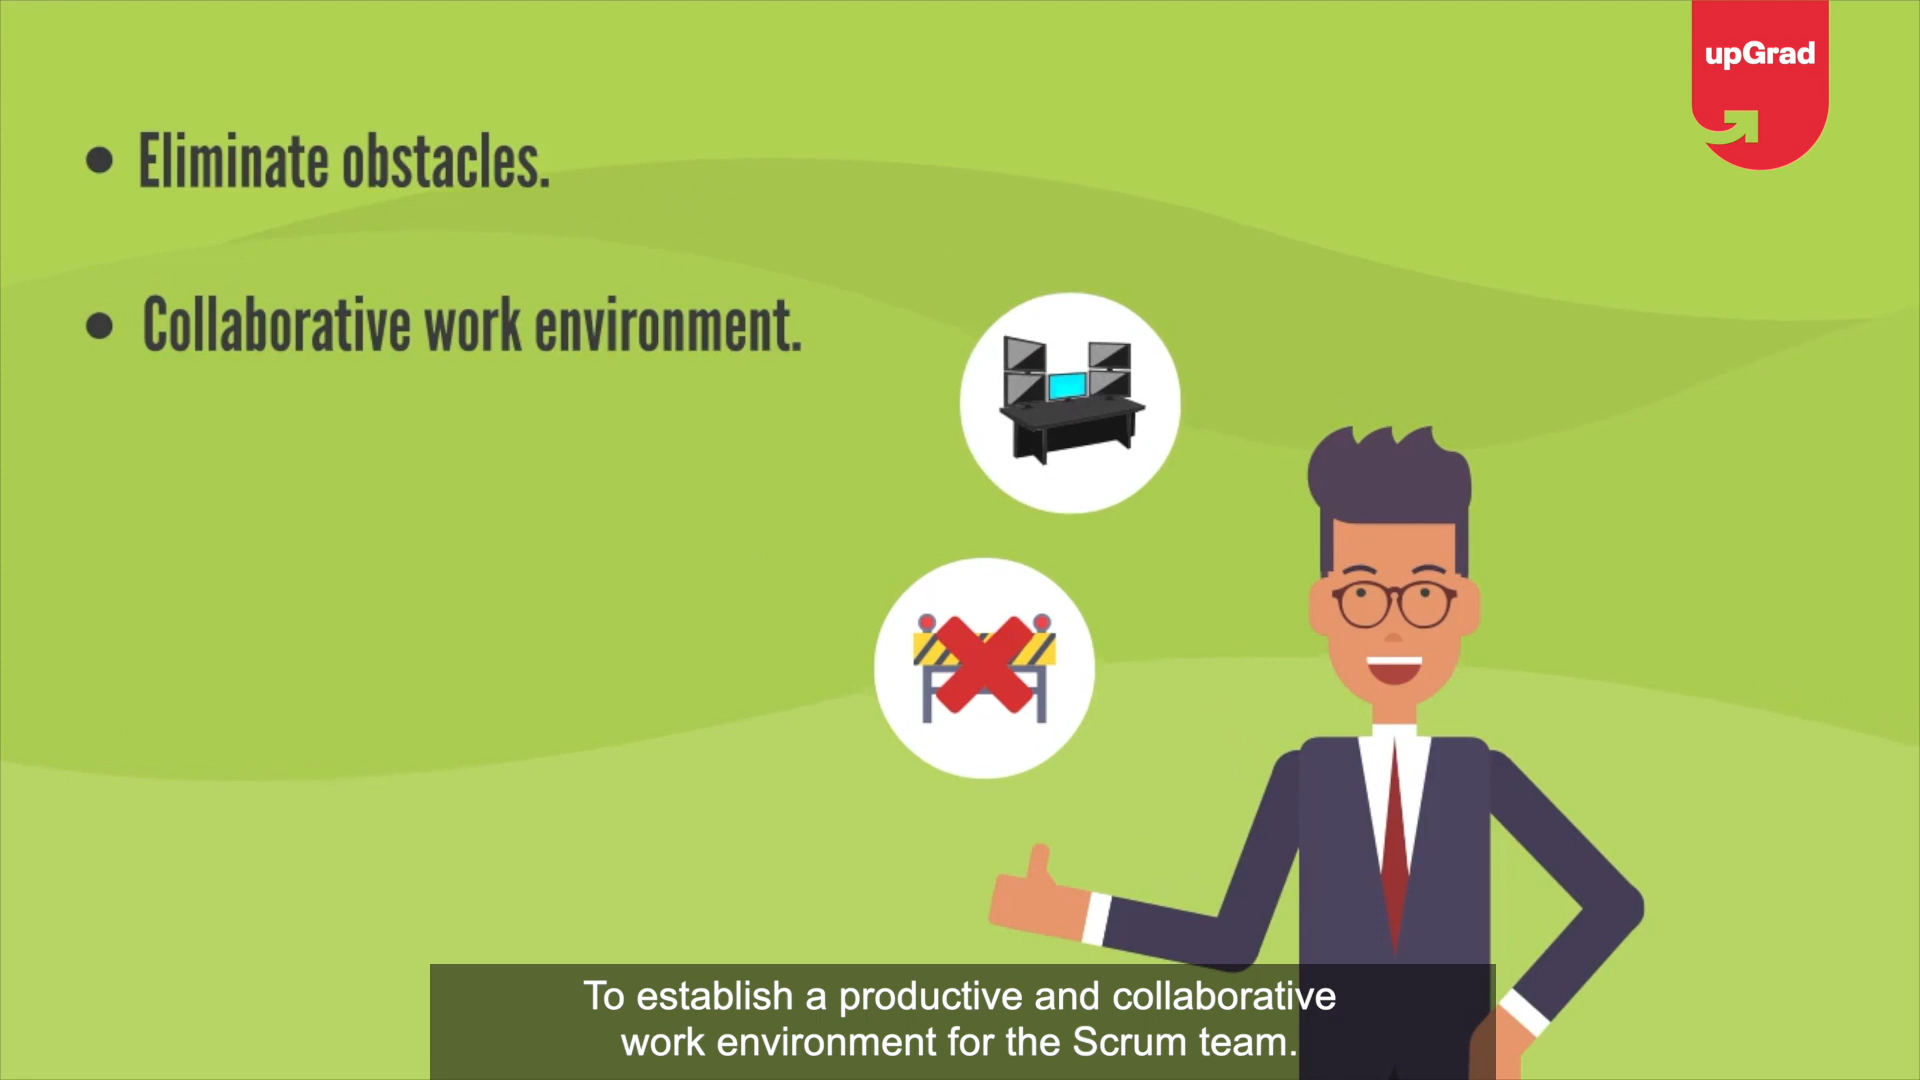 upGrad
• Eliminate obstacles.
• Collaborative work environment.
To establish a productive and collaborative
work environment for the Scrum team.